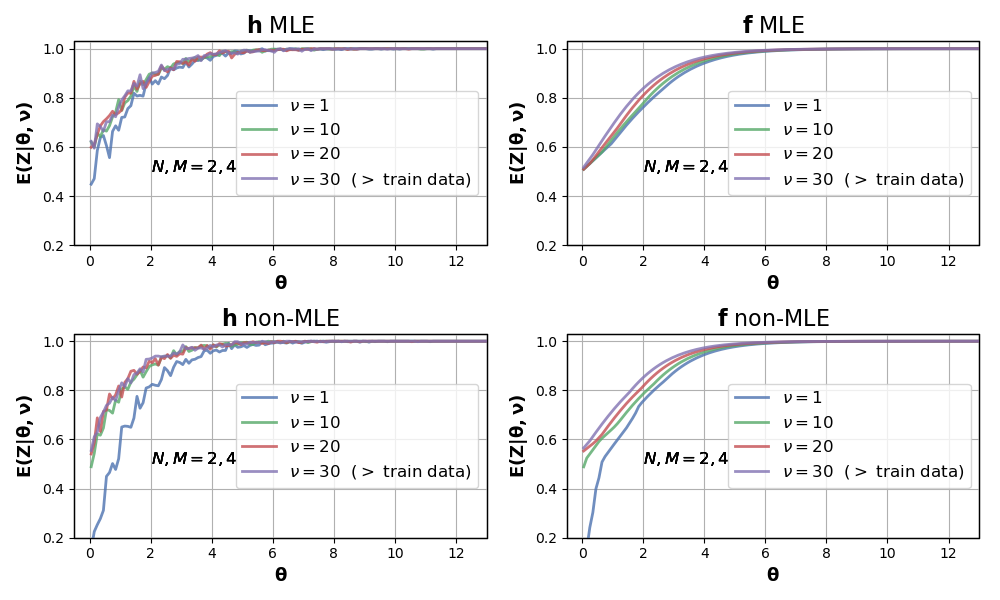 h MLE
E(Z|θ, ν)
1.0
0.8
0.6
0.4
0.2
ν = 1
ν = 10
ν = 20
ν = 30 (> train data)
N, M = 2, 4
0 2 4 6 8 10 12
θ
f MLE
E(Z|θ, ν)
1.0
0.8
0.6
0.4
0.2
ν = 1
ν = 10
ν = 20
ν = 30 (> train data)
N, M = 2, 4
0 2 4 6 8 10 12
θ
h non-MLE
E(Z|θ, ν)
1.0
0.8
0.6
0.4
0.2
ν = 1
ν = 10
ν = 20
ν = 30 (> train data)
N, M = 2, 4
0 2 4 6 8 10 12
θ
f non-MLE
E(Z|θ, ν)
1.0
0.8
0.6
0.4
0.2
ν = 1
ν = 10
ν = 20
ν = 30 (> train data)
N, M = 2, 4
0 2 4 6 8 10 12
θ